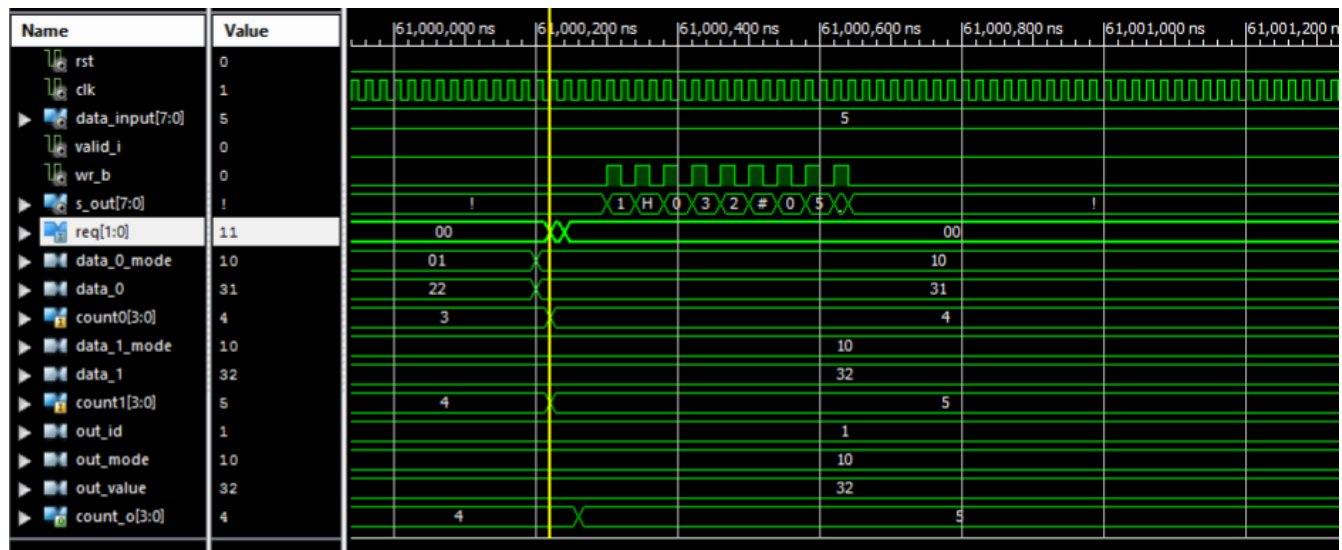 Name Value 61,000,000 ns 61,000,200 ns 61,000,400 ns 61,000,600 ns 61,000,800 ns 61,001,000 ns 61,001,200 n
rst 0
clk 1
data_input[7:0] 5 5
valid_i 0
wr_b 0
s_out[7:0] ! ! 1 H 0 3 2 # 0 5 . !
req[1:0] 11 00 00
data_0_mode 10 01 10
data_0 31 22 31
count0[3:0] 4 3 4
data_1_mode 10 10
data_1 32 32
count1[3:0] 5 4 5
out_id 1 1
out_mode 10 10
out_value 32 32
count_o[3:0] 4 4 5